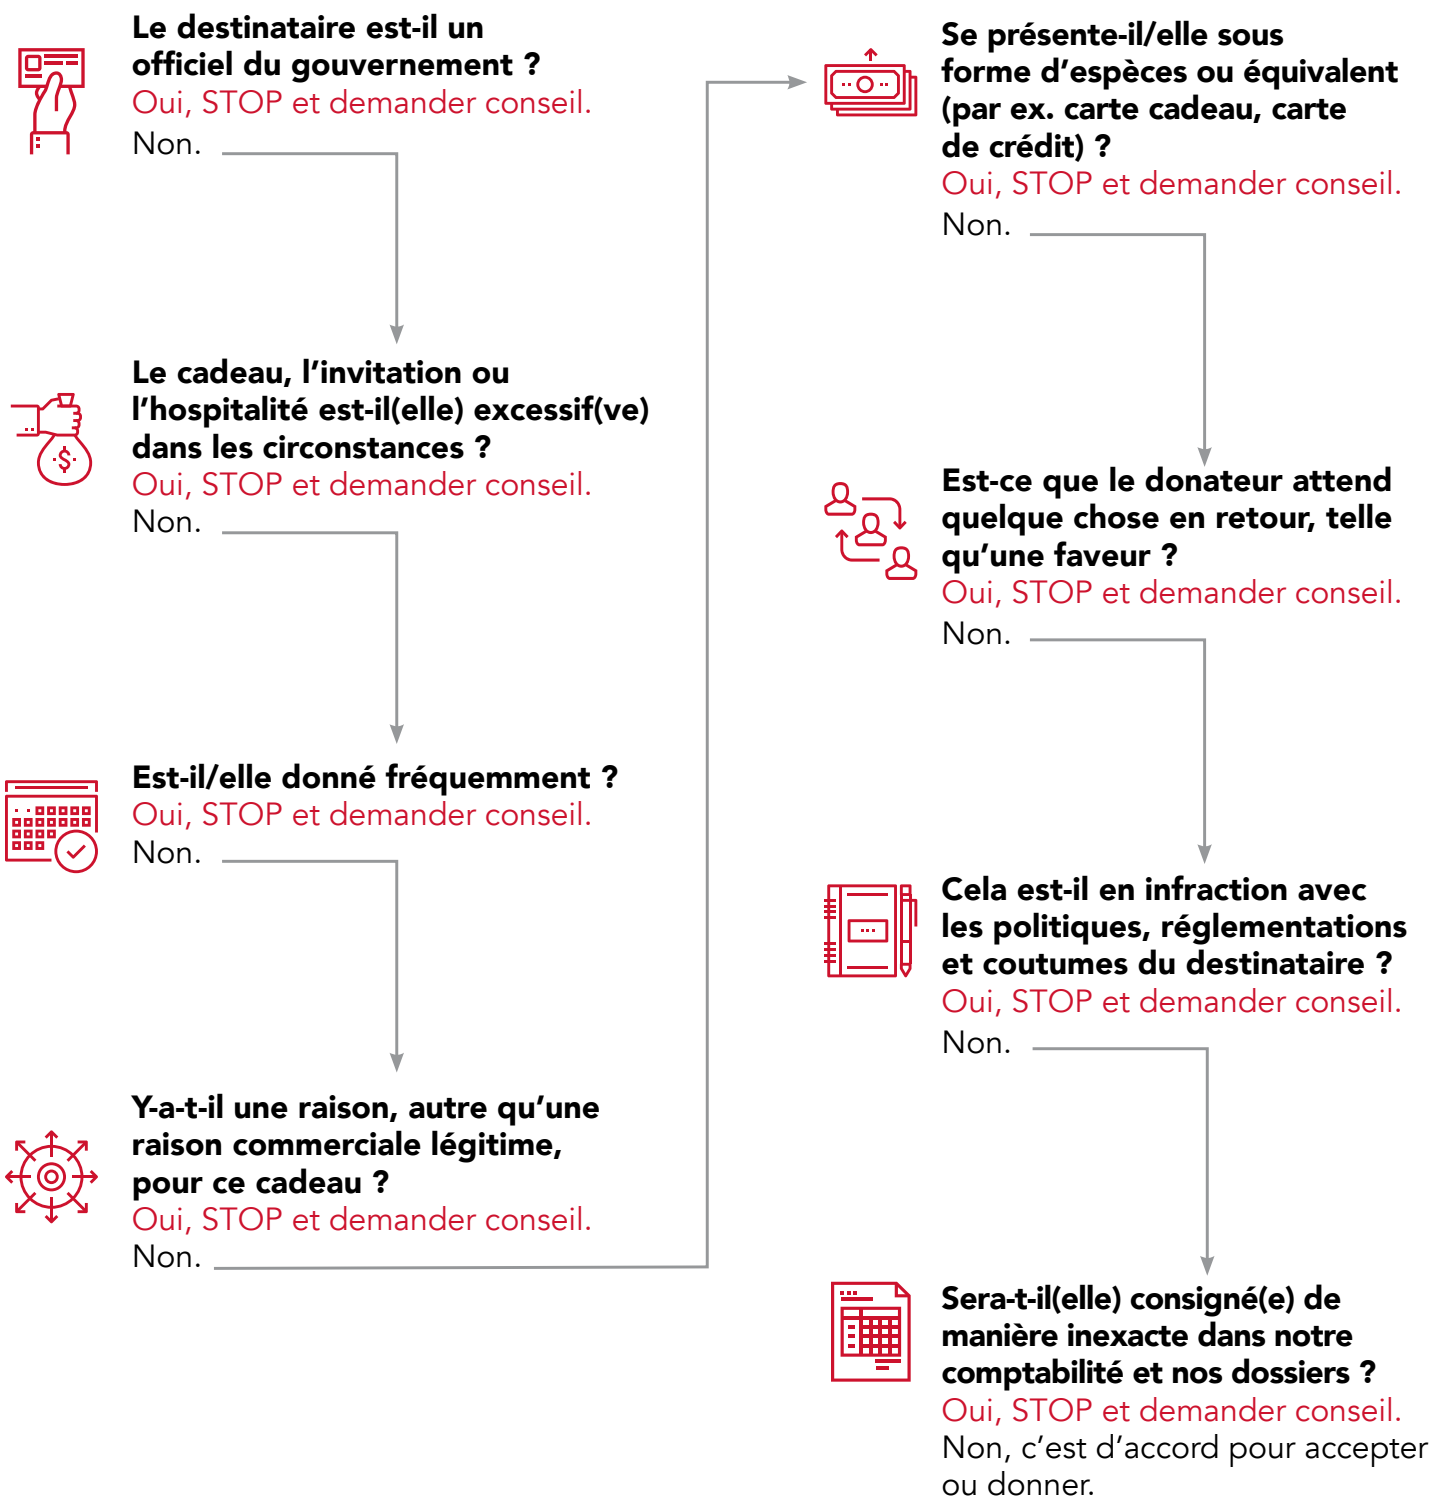 Le destinataire est-il un
officiel du gouvernement ?
Oui, STOP et demander conseil.
Non.
Le cadeau, l’invitation ou
l’hospitalité est-il(elle) excessif(ve)
dans les circonstances ?
Oui, STOP et demander conseil.
Non.
Est-il/elle donné fréquemment ?
Oui, STOP et demander conseil.
Non.
Y-a-t-il une raison, autre qu’une
raison commerciale légitime,
pour ce cadeau ?
Oui, STOP et demander conseil.
Non.
Se présente-il/elle sous
forme d’espèces ou équivalent
(par ex. carte cadeau, carte
de crédit) ?
Oui, STOP et demander conseil.
Non.
Est-ce que le donateur attend
quelque chose en retour, telle
qu’une faveur ?
Oui, STOP et demander conseil.
Non.
Cela est-il en infraction avec
les politiques, réglementations
et coutumes du destinataire ?
Oui, STOP et demander conseil.
Non.
Sera-t-il(elle) consigné(e) de
manière inexacte dans notre
comptabilité et nos dossiers ?
Oui, STOP et demander conseil.
Non, c’est d’accord pour accepter
ou donner.